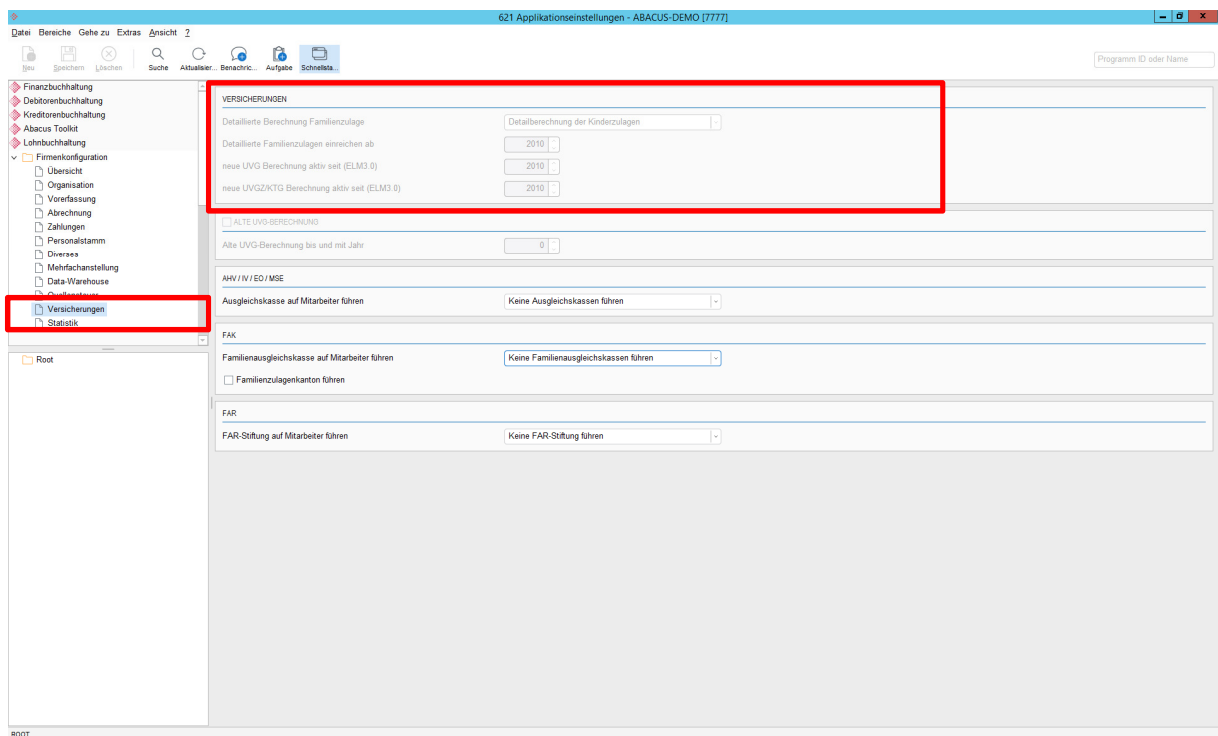 621 Applikationseinstellungen - ABACUS-DEMO [7777]
Datei Bereiche Gehe zu Extras Ansicht ?
Neu Speichern Löschen Suche Aktualisier... Benachric... Aufgabe Schnellsta...
Programm ID oder Name
Finanzbuchhaltung
Debitorenbuchhaltung
Kreditorenbuchhaltung
Abacus Toolkit
Lohnbuchhaltung
Firmenkonfiguration
Übersicht
Organisation
Vorerfassung
Abrechnung
Zahlungen
Personalstamm
Diverses
Mehrfachanstellung
Data-Warehouse
Quellensteuer
Versicherungen
Statistik
Root
VERSICHERUNGEN
Detaillierte Berechnung Familienzulage Detailberechnung der Kinderzulagen
Detaillierte Familienzulagen einreichen ab 2010
neue UVG Berechnung aktiv seit (ELM3.0) 2010
neue UVGZ/KTG Berechnung aktiv seit (ELM3.0) 2010
ALTE UVG-BERECHNUNG
Alte UVG-Berechnung bis und mit Jahr 0
AHV / IV / EO / MSE
Ausgleichskasse auf Mitarbeiter führen Keine Ausgleichskassen führen
FAK
Familienausgleichskasse auf Mitarbeiter führen Keine Familienausgleichskassen führen
Familienzulagenkanton führen
FAR
FAR-Stiftung auf Mitarbeiter führen Keine FAR-Stiftung führen
ROOT